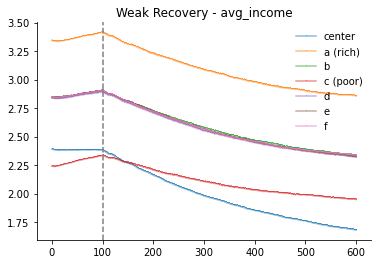 Weak Recovery - avg_income
3.50
3.25
3.00
2.75
2.50
2.25
2.00
1.75
center
a (rich)
b
c (poor)
d
e
f
0 100 200 300 400 500 600